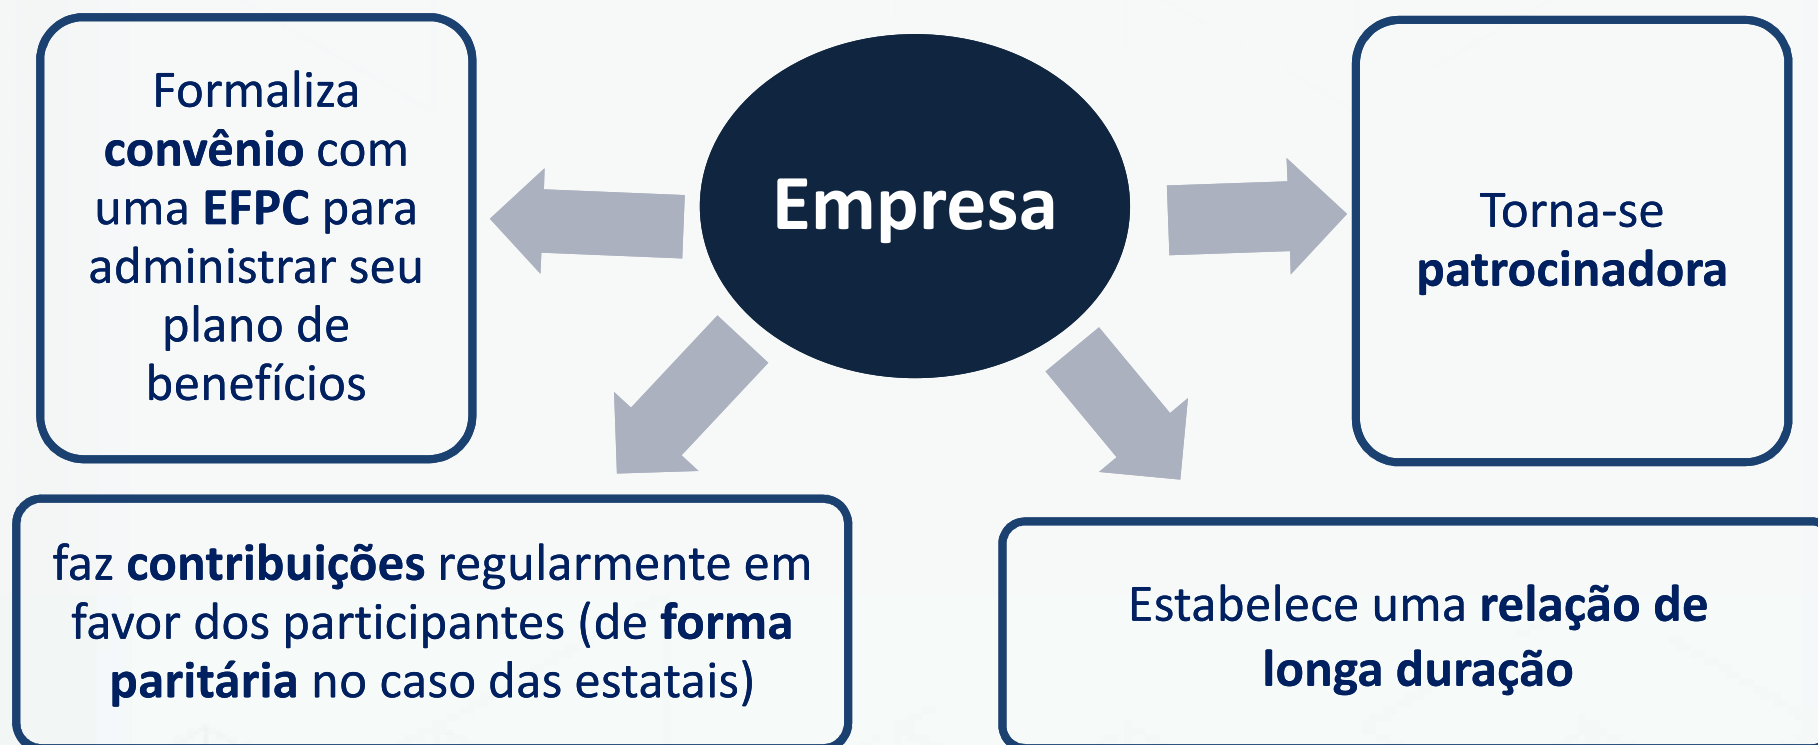 Formaliza
convênio com
uma EFPC para
administrar seu
plano de
benefícios
Empresa
Torna-se
patrocinadora
faz contribuições regularmente em
favor dos participantes (de forma
paritária no caso das estatais)
Estabelece uma relação de
longa duração